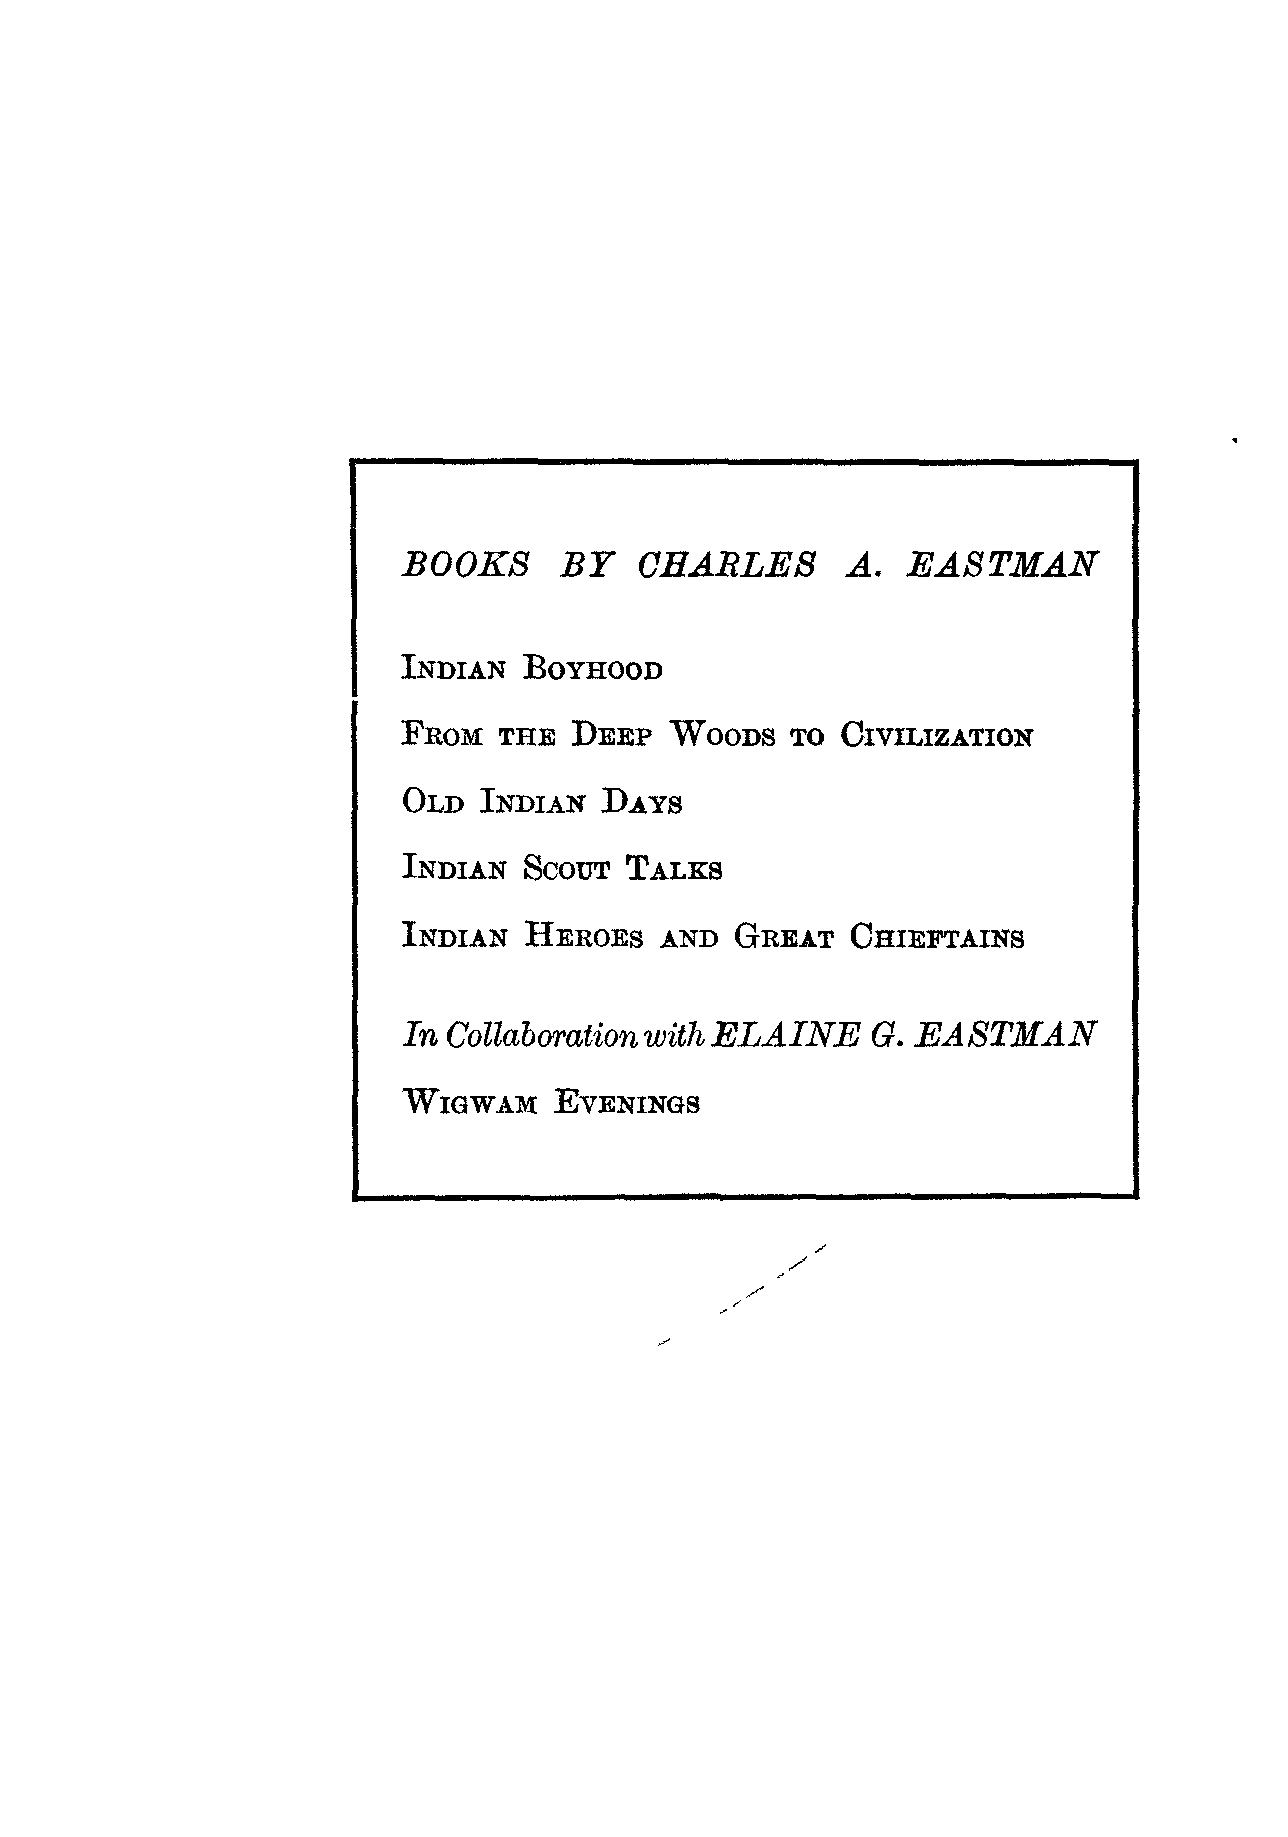 BOOKS BY CHARLES A. EASTMAN
INDIAN BOYHOOD
FROM THE DEEP WOODS TO CIVILIZATION
OLD INDIAN DAYS
INDIAN SCOUT TALKS
INDIAN HEROES AND GREAT CHIEFTAINS
In Collaboration with ELAINE G. EASTMAN
WIGWAM EVENINGS